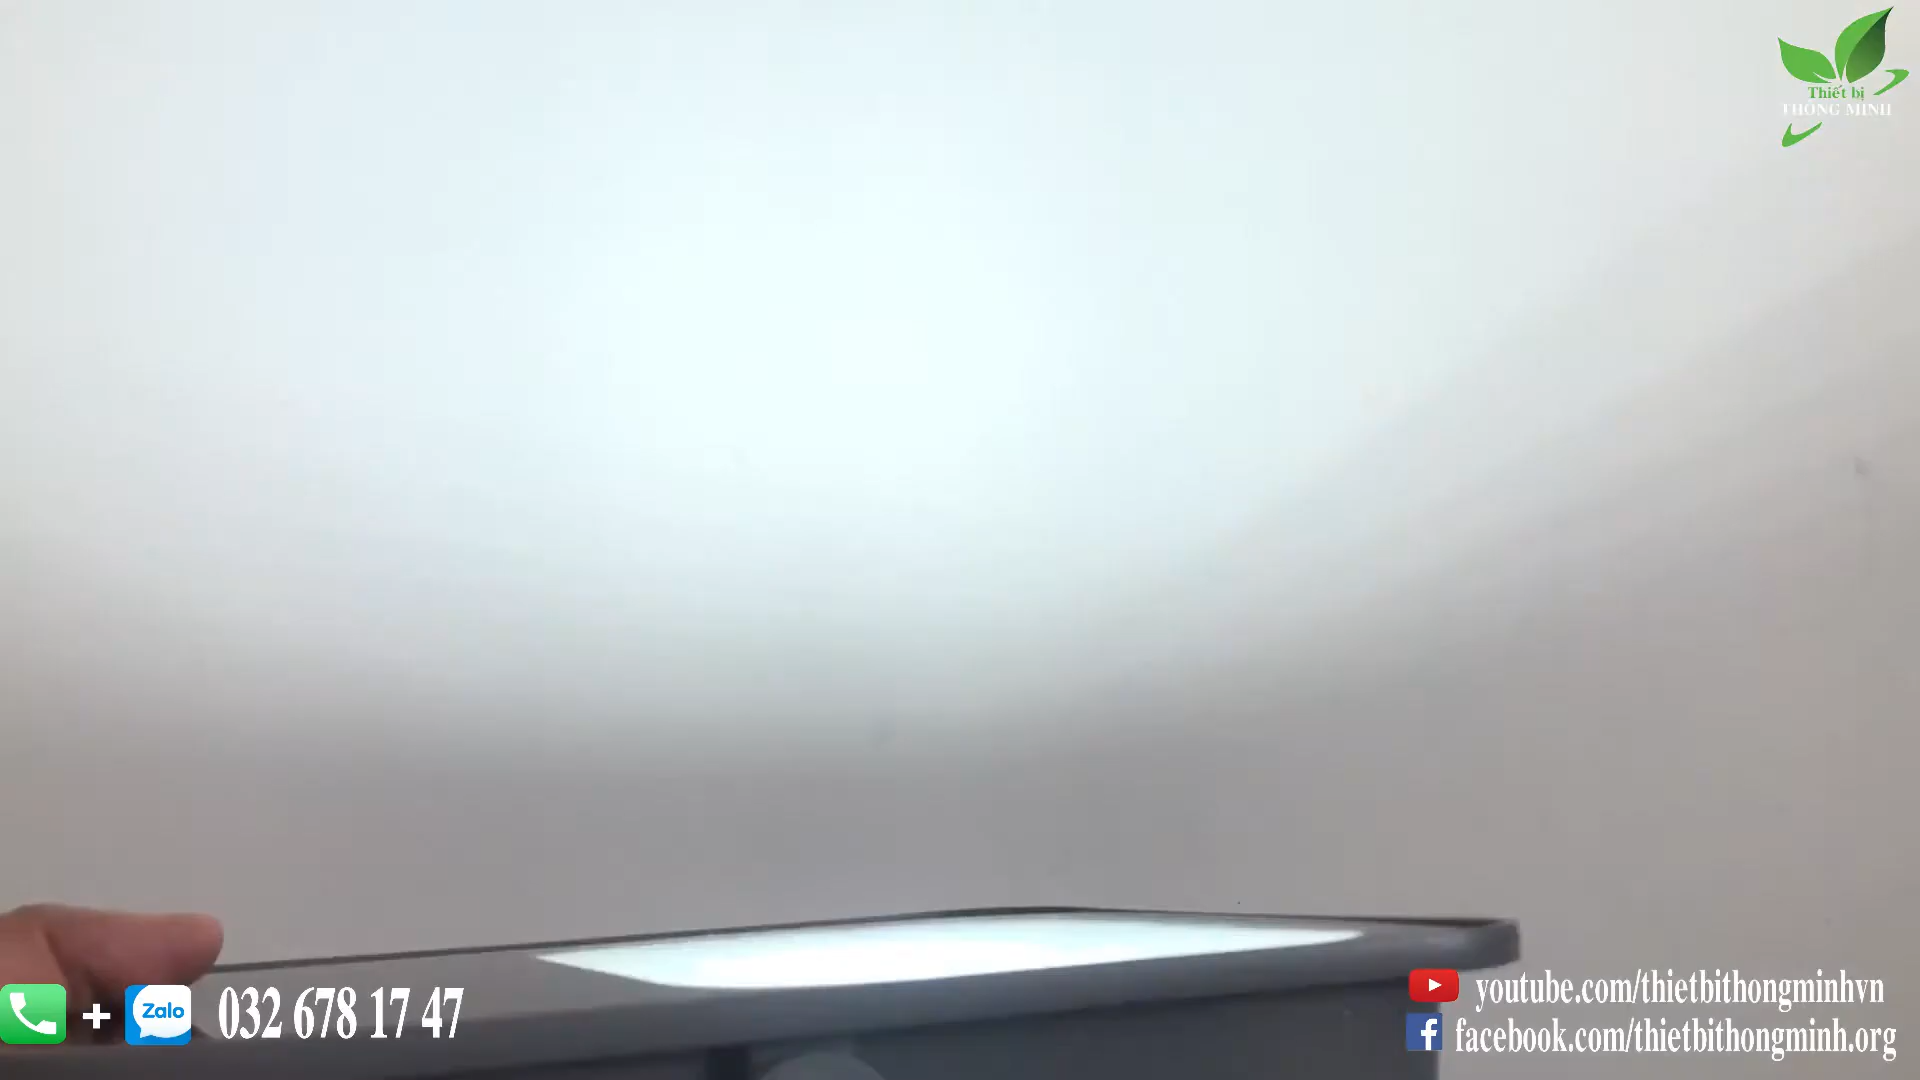 Thiết bị
THÔNG MINH
+ Zalo 032 678 17 47
youtube.com/thietbithongminhvn
facebook.com/thietbithongminh.org